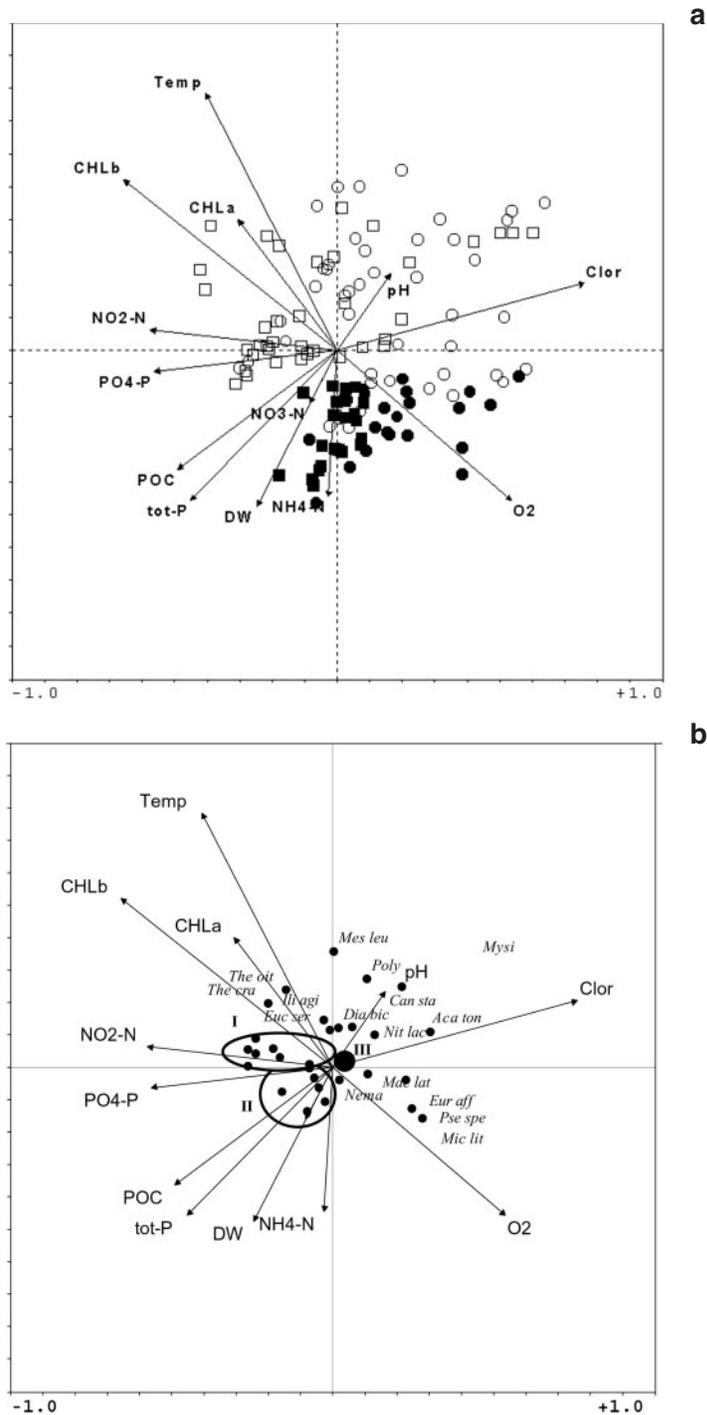 a
Temp
CHLb
CHLa
pH
Clor
NO2-N
PO4-P
NO3-N
POC
tot-P
DW
NH4-N
O2
-1.0 +1.0
b
Temp
CHLb
CHLa
Mes leu
Mysi
Poly
pH
The oit
The cra
Ili agi
Can sta
Clor
Euc ser
Dia bic
Aca ton
I
NO2-N
Nit lac
III
PO4-P
Mac lat
Nema
II
Eur aff
Pse spe
Mic lit
POC
tot-P
DW
NH4-N
O2
-1.0 +1.0